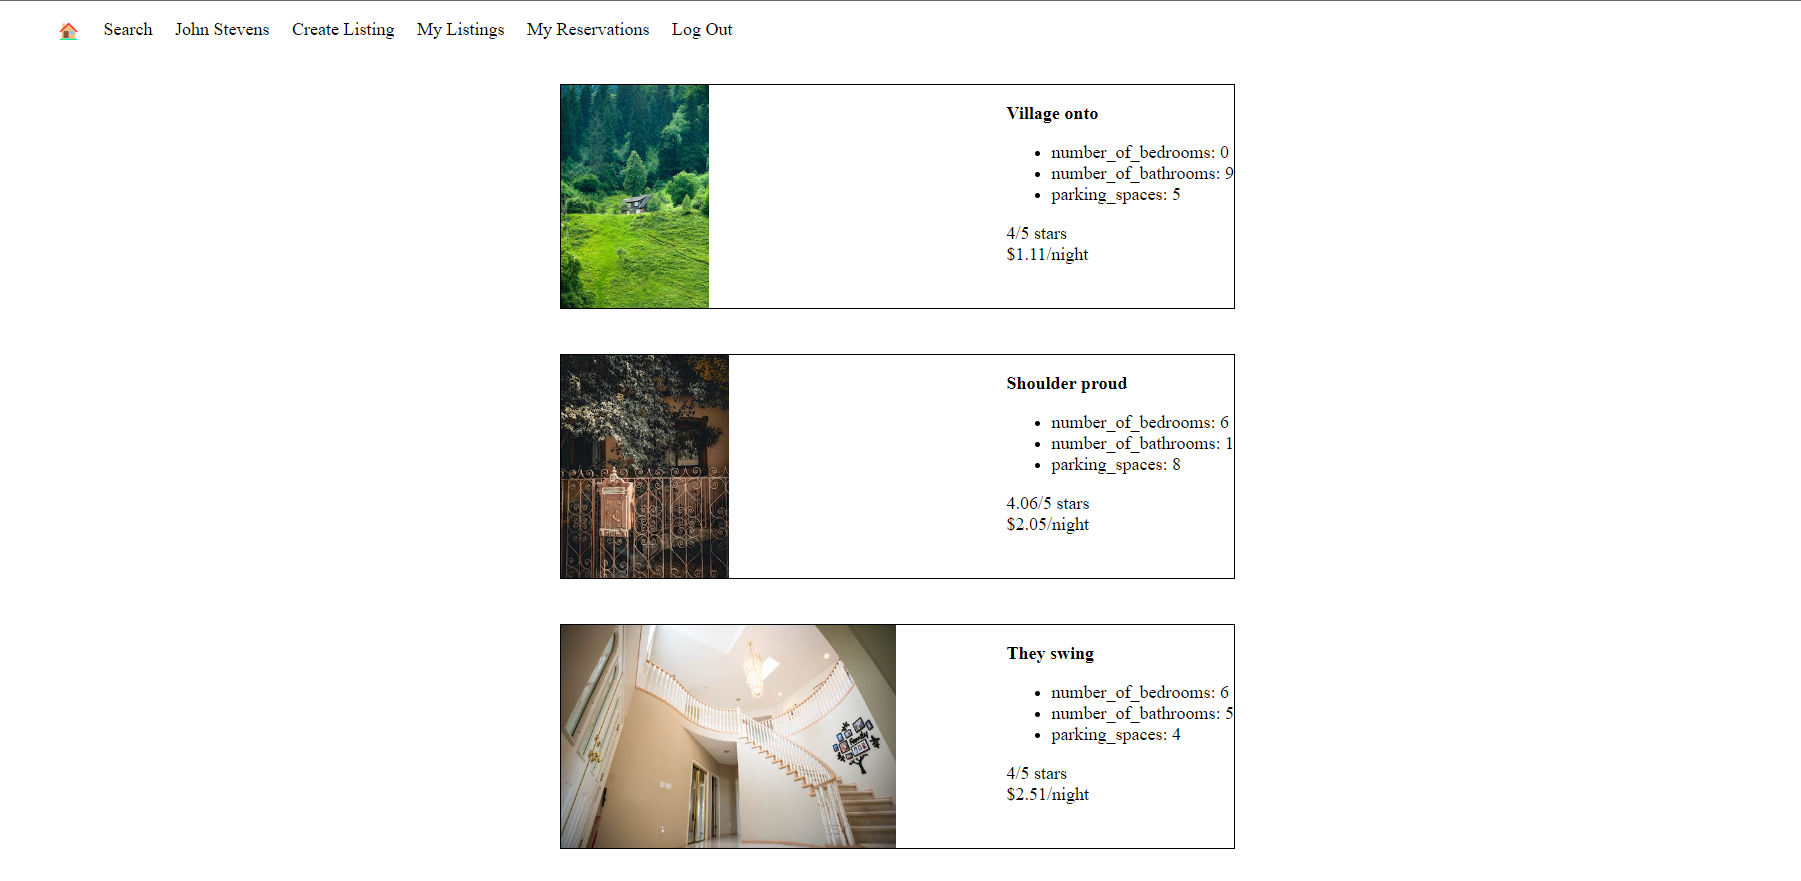 Search John Stevens Create Listing My Listings My Reservations Log Out
Village onto
number_of_bedrooms: 0
number_of_bathrooms: 9
parking_spaces: 5
4/5 stars
$1.11/night
Shoulder proud
number_of_bedrooms: 6
number_of_bathrooms: 1
parking_spaces: 8
4.06/5 stars
$2.05/night
They swing
number_of_bedrooms: 6
number_of_bathrooms: 5
parking_spaces: 4
4/5 stars
$2.51/night
family